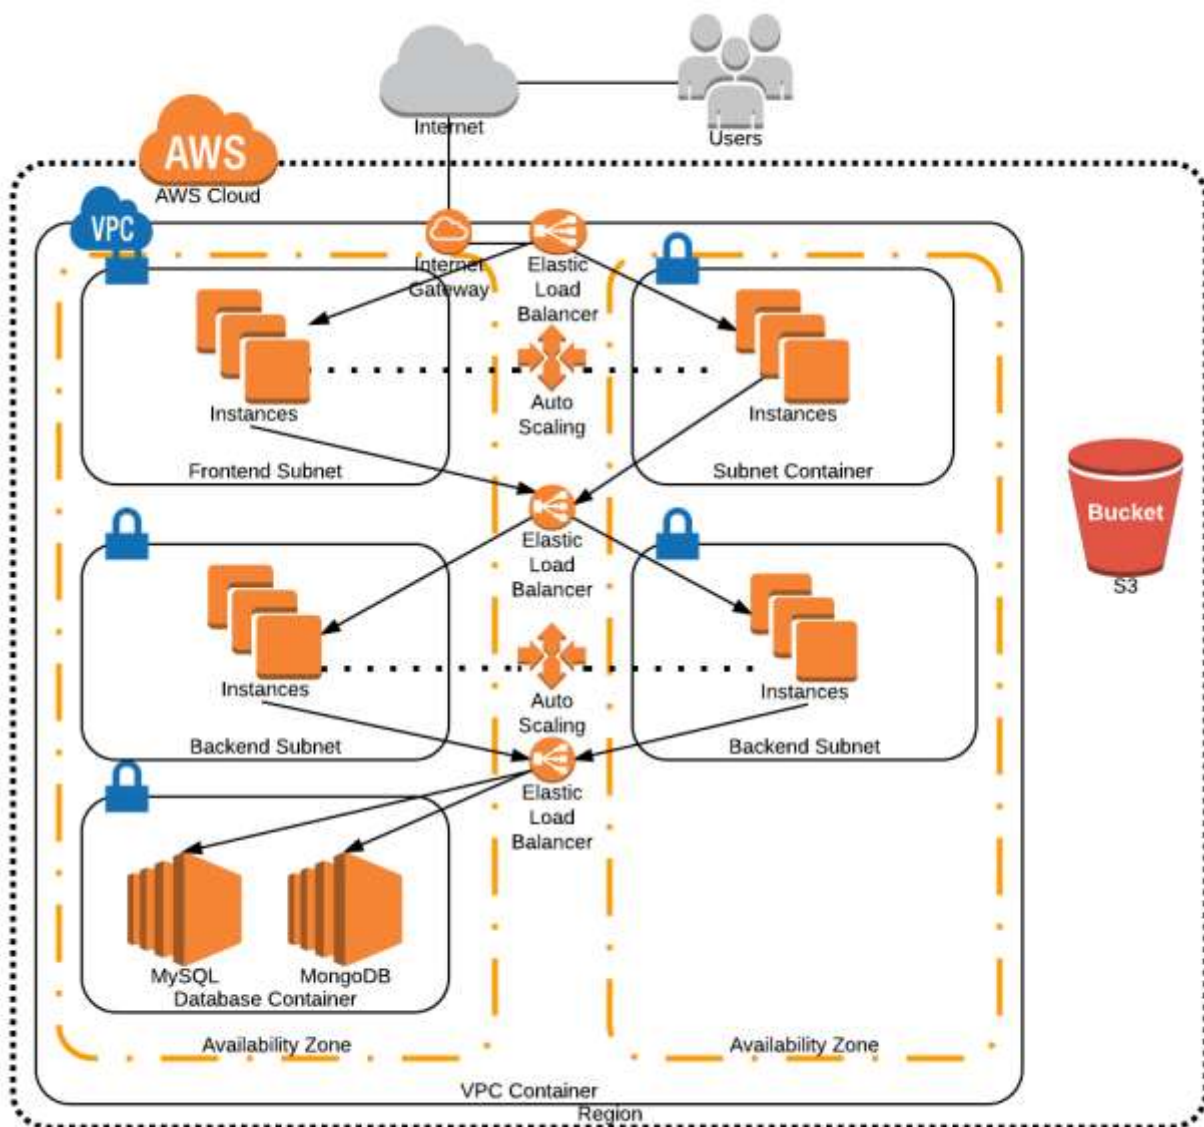 Internet
Users
AWS
AWS Cloud
VPC
Internet
Gateway
Elastic
Load
Balancer
Instances
Auto
Scaling
Instances
Frontend Subnet
Subnet Container
Elastic
Load
Balancer
Bucket
S3
Instances
Auto
Scaling
Instances
Backend Subnet
Backend Subnet
Elastic
Load
Balancer
MySQL
MongoDB
Database Container
Availability Zone
Availability Zone
VPC Container
Region